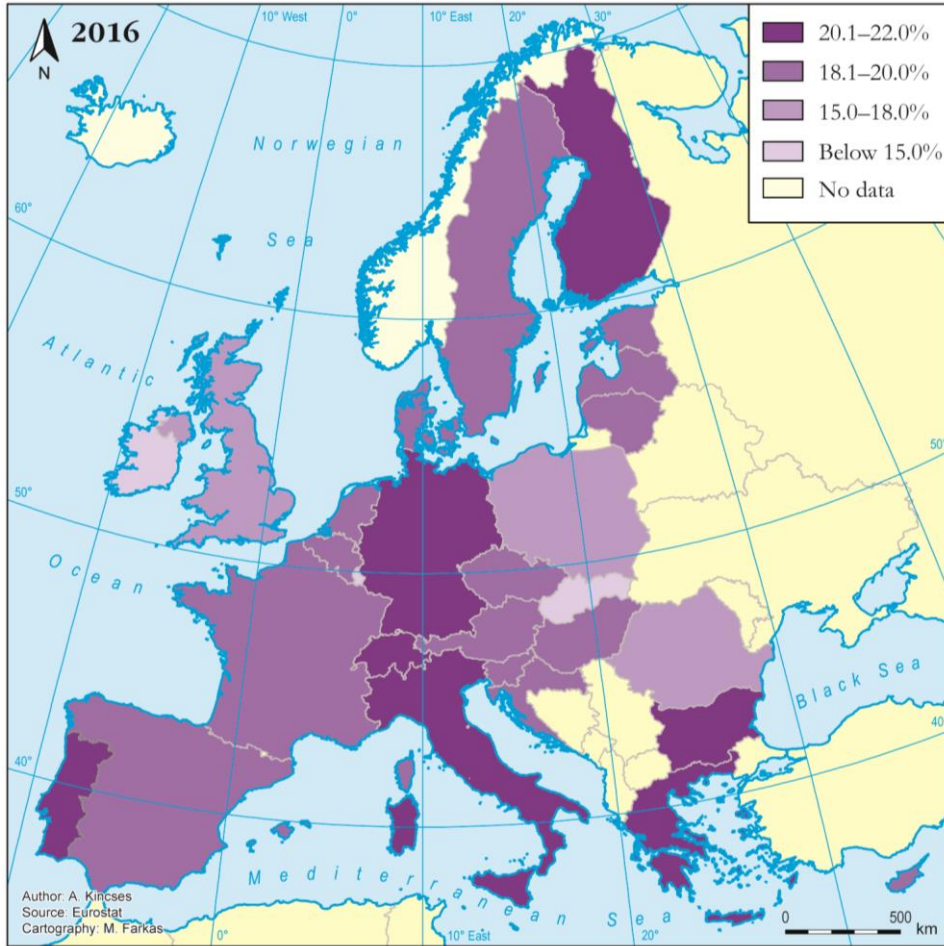 2016
N
10° West
0°
10° East
20°
30°
20.1–22.0%
18.1–20.0%
15.0–18.0%
Below 15.0%
No data
Norwegian
Sea
60°
Atlantic
50°
50°
Ocean
Black Sea
40°
40°
Mediterranean Sea
Author: A. Kincses
Source: Eurostat
Cartography: M. Farkas
0°
10° East
20°
0 500
km